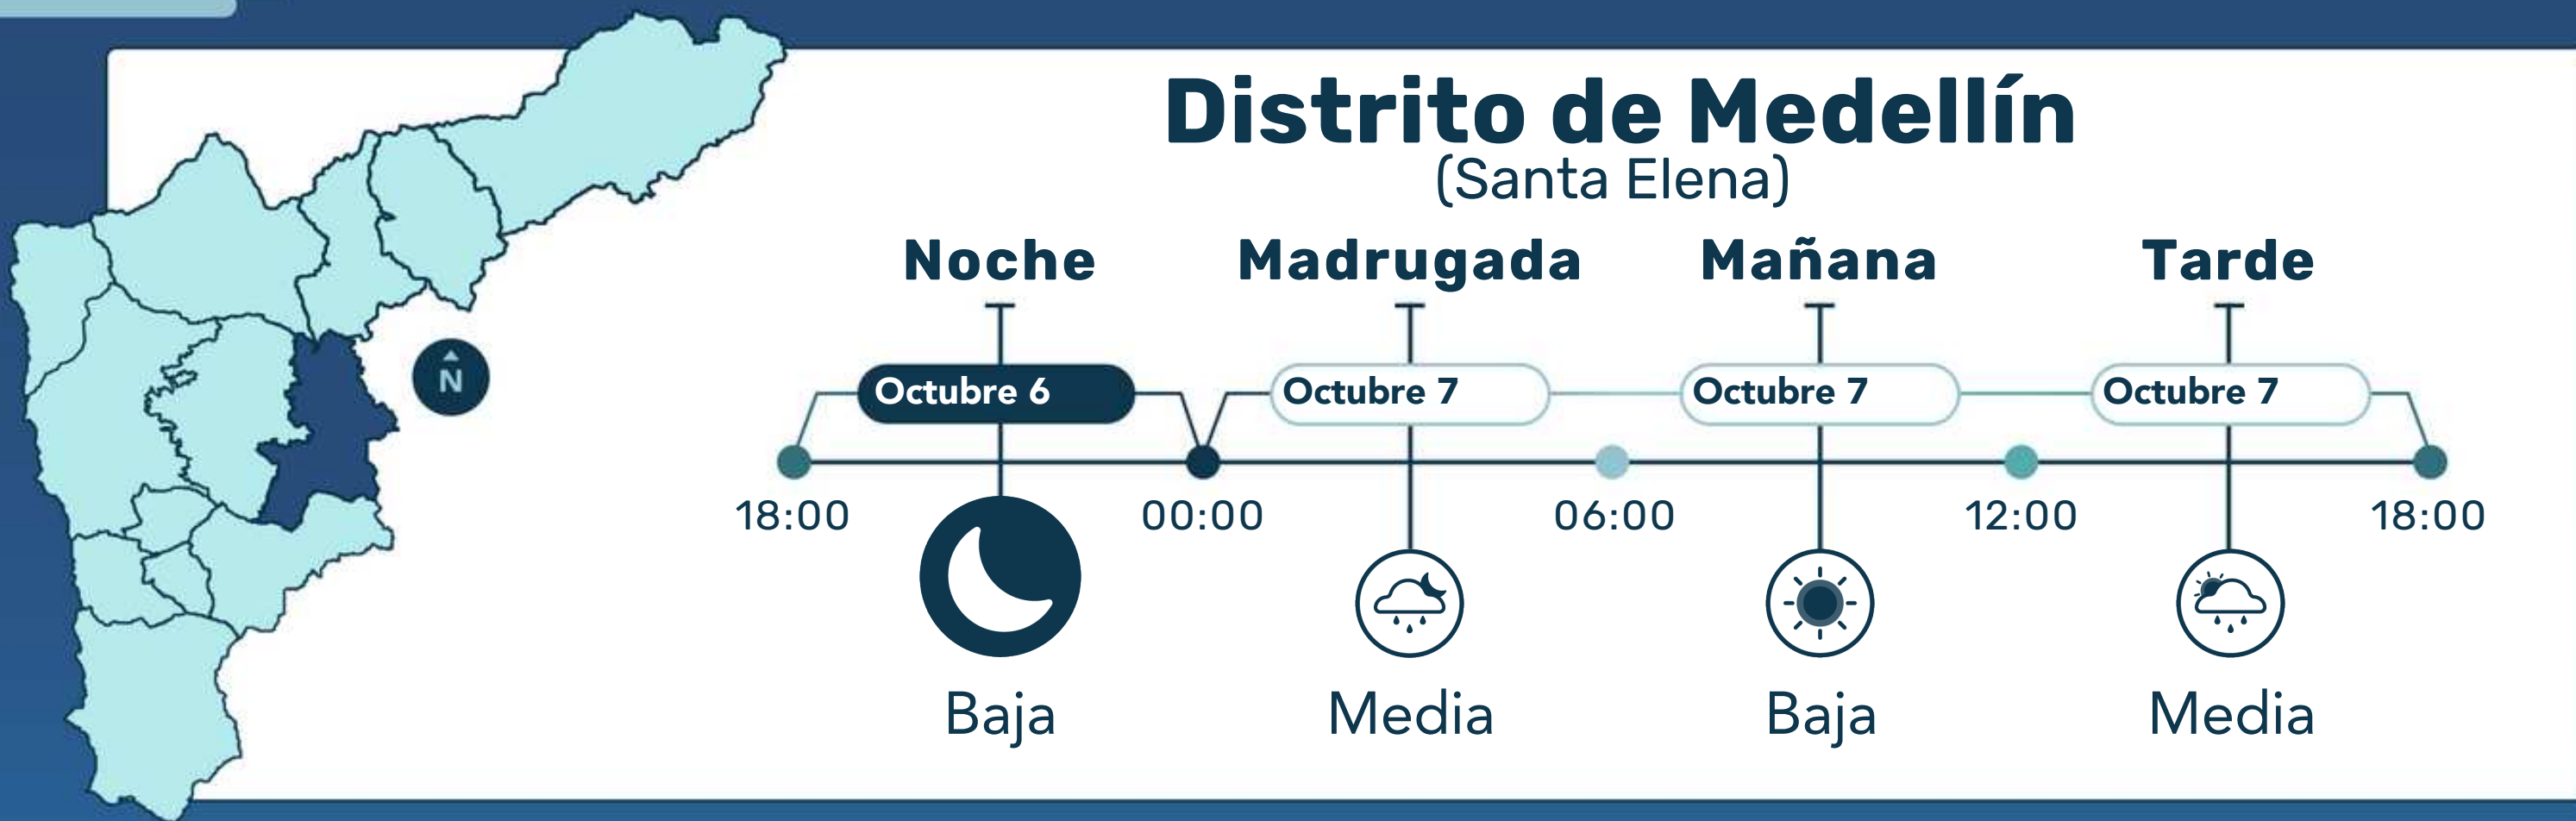 Distrito de Medellín
(Santa Elena)
Noche Madrugada Mañana Tarde
Octubre 6 Octubre 7 Octubre 7 Octubre 7
N
18:00 00:00 06:00 12:00 18:00
Baja Media Baja Media